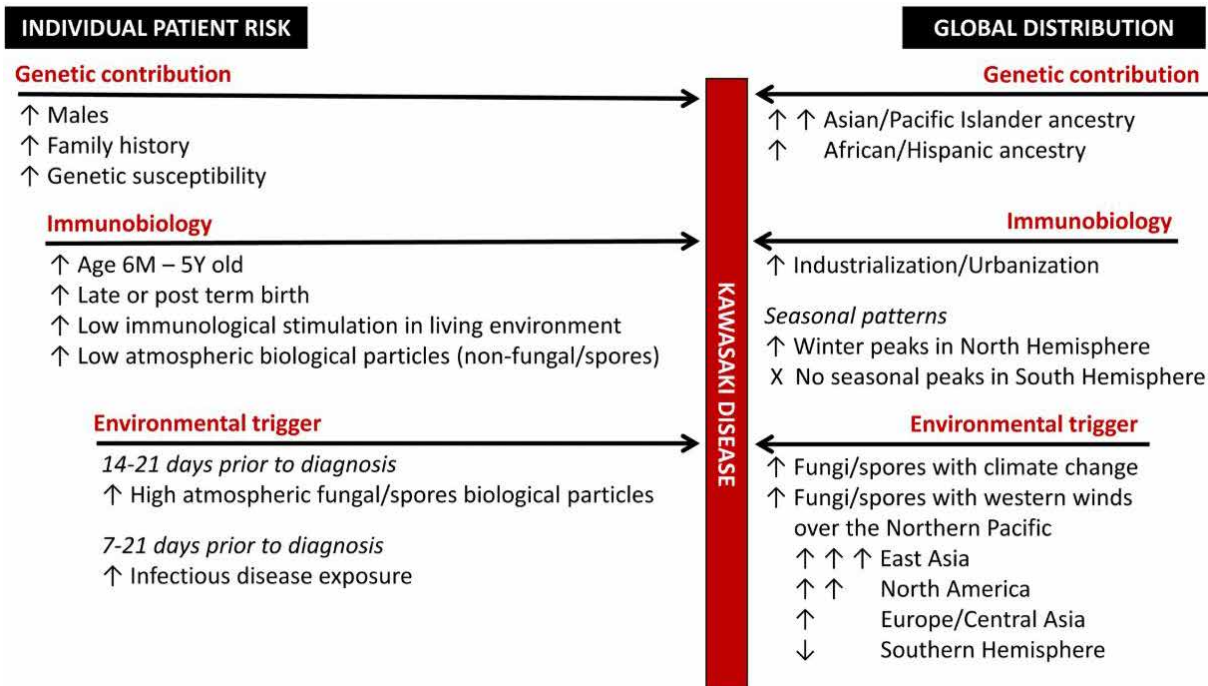 INDIVIDUAL PATIENT RISK
Genetic contribution
↑ Males
↑ Family history
↑ Genetic susceptibility
Immunobiology
↑ Age 6M – 5Y old
↑ Late or post term birth
↑ Low immunological stimulation in living environment
↑ Low atmospheric biological particles (non-fungal/spores)
Environmental trigger
14-21 days prior to diagnosis
↑ High atmospheric fungal/spores biological particles
7-21 days prior to diagnosis
↑ Infectious disease exposure
KAWASAKI DISEASE
GLOBAL DISTRIBUTION
Genetic contribution
↑ ↑ Asian/Pacific Islander ancestry
↑ African/Hispanic ancestry
Immunobiology
↑ Industrialization/Urbanization
Seasonal patterns
↑ Winter peaks in North Hemisphere
X No seasonal peaks in South Hemisphere
Environmental trigger
↑ Fungi/spores with climate change
↑ Fungi/spores with western winds
over the Northern Pacific
↑ ↑ ↑ East Asia
↑ ↑ North America
↑ Europe/Central Asia
↓ Southern Hemisphere